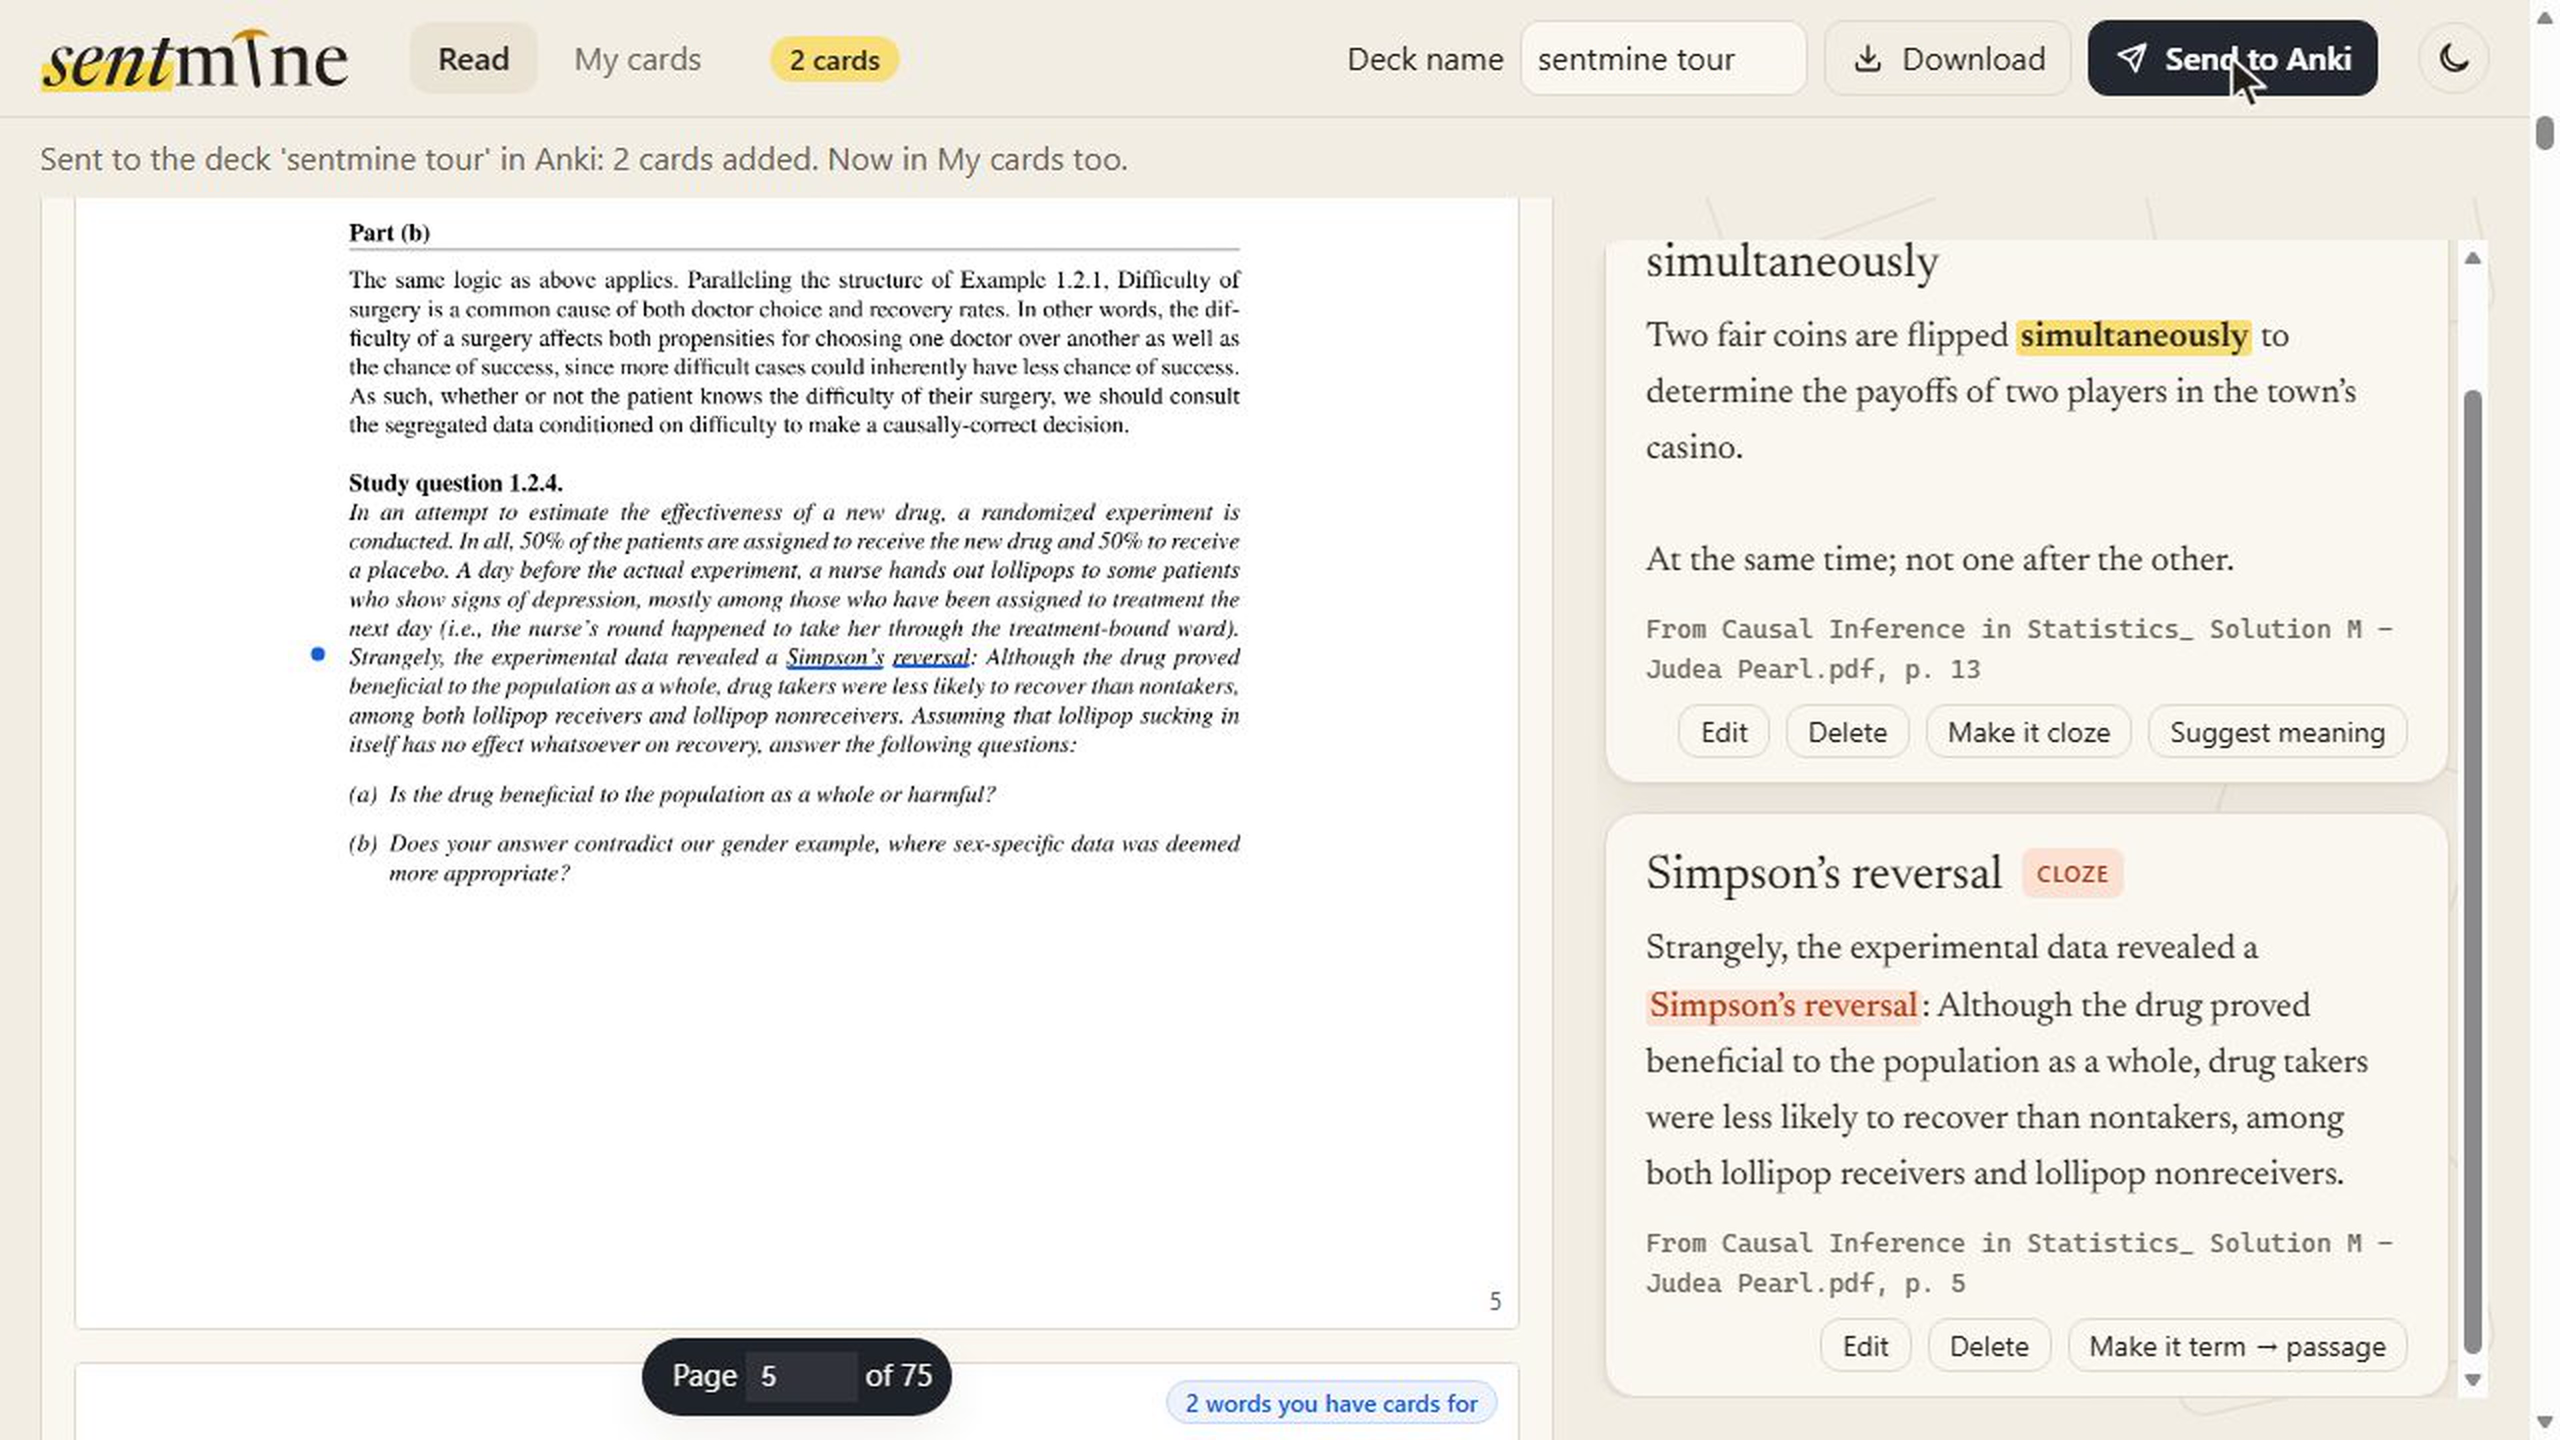 sentmine
Read
My cards
2 cards
Deck name
sentmine tour
Download
Send to Anki
Sent to the deck 'sentmine tour' in Anki: 2 cards added. Now in My cards too.
Part (b)
The same logic as above applies. Paralleling the structure of Example 1.2.1, Difficulty of
surgery is a common cause of both doctor choice and recovery rates. In other words, the dif-
ficulty of a surgery affects both propensities for choosing one doctor over another as well as
the chance of success, since more difficult cases could inherently have less chance of success.
As such, whether or not the patient knows the difficulty of their surgery, we should consult
the segregated data conditioned on difficulty to make a causally-correct decision.
Study question 1.2.4.
In an attempt to estimate the effectiveness of a new drug, a randomized experiment is
conducted. In all, 50% of the patients are assigned to receive the new drug and 50% to receive
a placebo. A day before the actual experiment, a nurse hands out lollipops to some patients
who show signs of depression, mostly among those who have been assigned to treatment the
next day (i.e., the nurse's round happened to take her through the treatment-bound ward).
Strangely, the experimental data revealed a Simpson's reversal: Although the drug proved
beneficial to the population as a whole, drug takers were less likely to recover than nontakers,
among both lollipop receivers and lollipop nonreceivers. Assuming that lollipop sucking in
itself has no effect whatsoever on recovery, answer the following questions:
(a) Is the drug beneficial to the population as a whole or harmful?
(b) Does your answer contradict our gender example, where sex-specific data was deemed
more appropriate?
5
Page 5 of 75
2 words you have cards for
simultaneously
Two fair coins are flipped simultaneously to
determine the payoffs of two players in the town’s
casino.
At the same time; not one after the other.
From Causal Inference in Statistics_ Solution M –
Judea Pearl.pdf, p. 13
Edit
Delete
Make it cloze
Suggest meaning
Simpson’s reversal CLOZE
Strangely, the experimental data revealed a
Simpson’s reversal: Although the drug proved
beneficial to the population as a whole, drug takers
were less likely to recover than nontakers, among
both lollipop receivers and lollipop nonreceivers.
From Causal Inference in Statistics_ Solution M –
Judea Pearl.pdf, p. 5
Edit
Delete
Make it term → passage